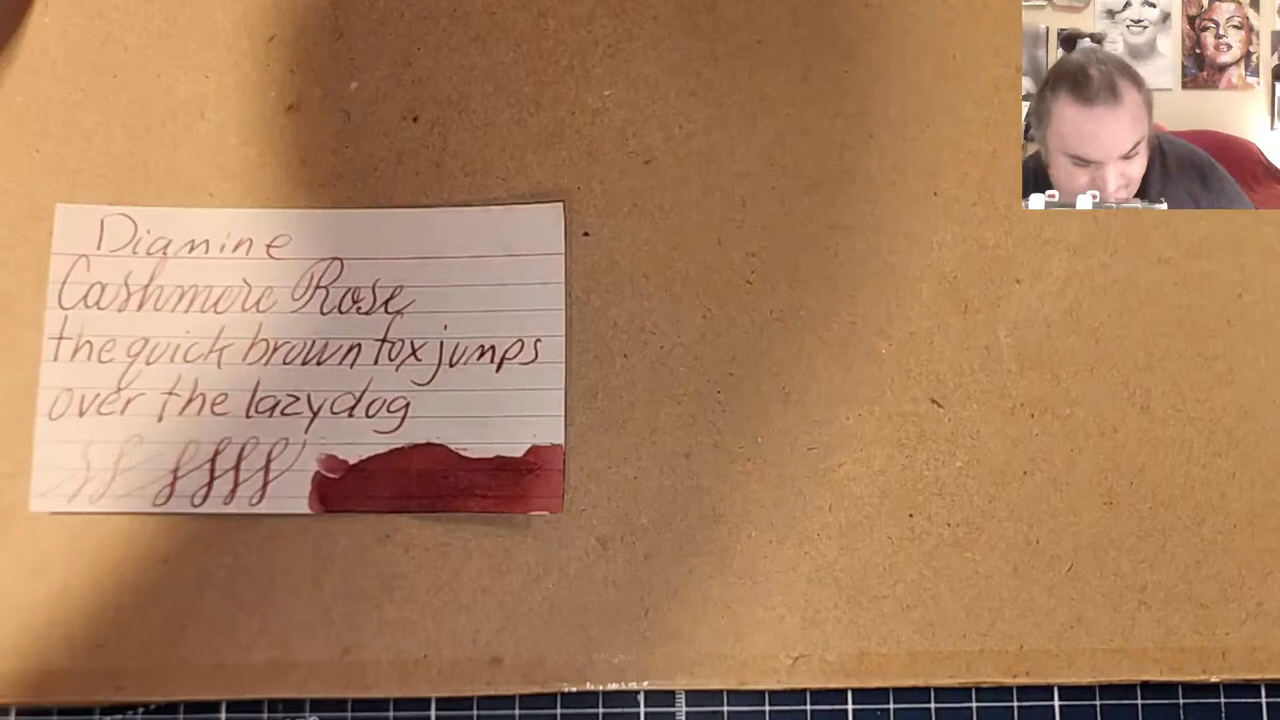 Diamine
Cashmere Rose
the quick brown fox jumps
over the lazy dog